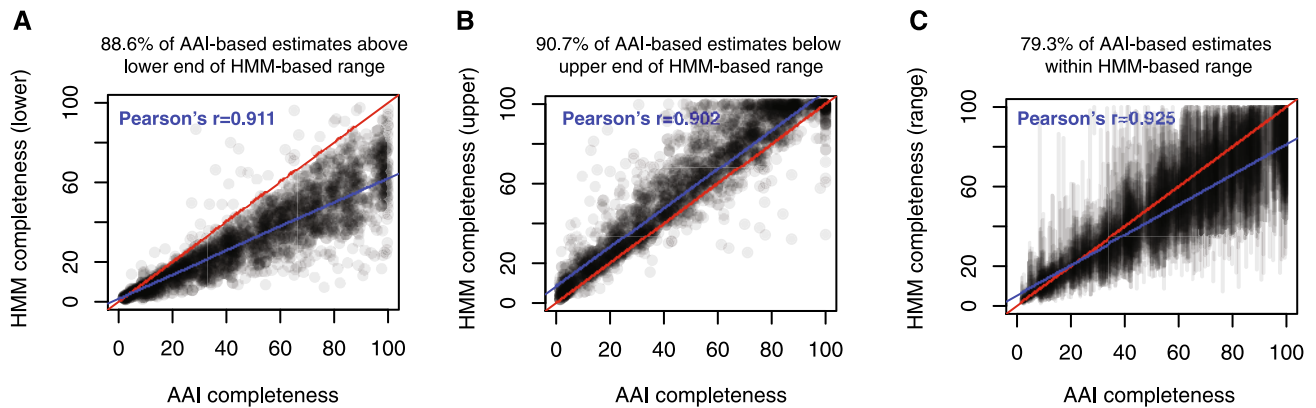 A
88.6% of AAI-based estimates above
lower end of HMM-based range
HMM completeness (lower)
100
60
20
0
Pearson's r=0.911
0 20 40 60 80 100
AAI completeness
B
90.7% of AAI-based estimates below
upper end of HMM-based range
HMM completeness (upper)
100
60
20
0
Pearson's r=0.902
0 20 40 60 80 100
AAI completeness
C
79.3% of AAI-based estimates
within HMM-based range
HMM completeness (range)
100
60
20
0
Pearson's r=0.925
0 20 40 60 80 100
AAI completeness